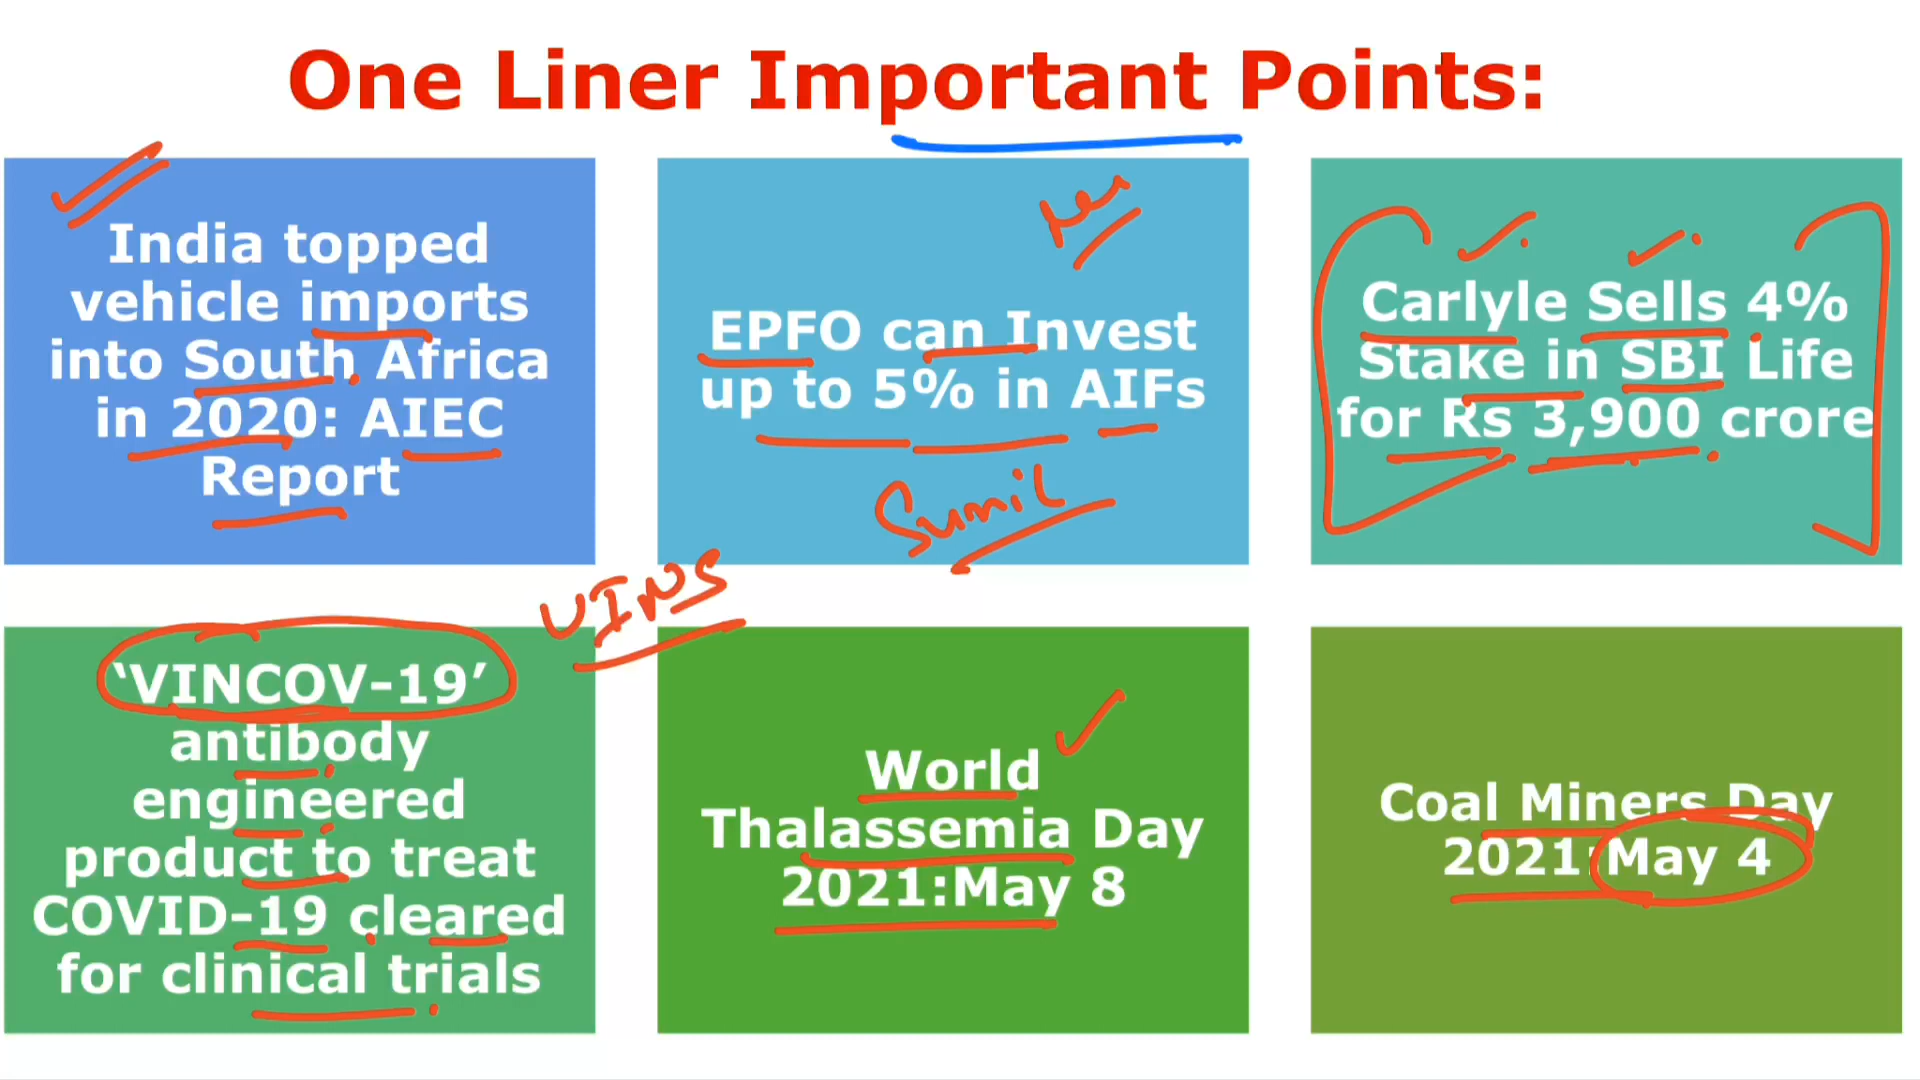 One Liner Important Points:
India topped
vehicle imports
into South Africa
in 2020: AIEC
Report
EPFO can Invest
up to 5% in AIFs
Sumil
Carlyle Sells 4%
Stake in SBI Life
for Rs 3,900 crore
VINS
‘VINCOV-19’
antibody
engineered
product to treat
COVID-19 cleared
for clinical trials
World
Thalassemia Day
2021:May 8
Coal Miners Day
2021:May 4